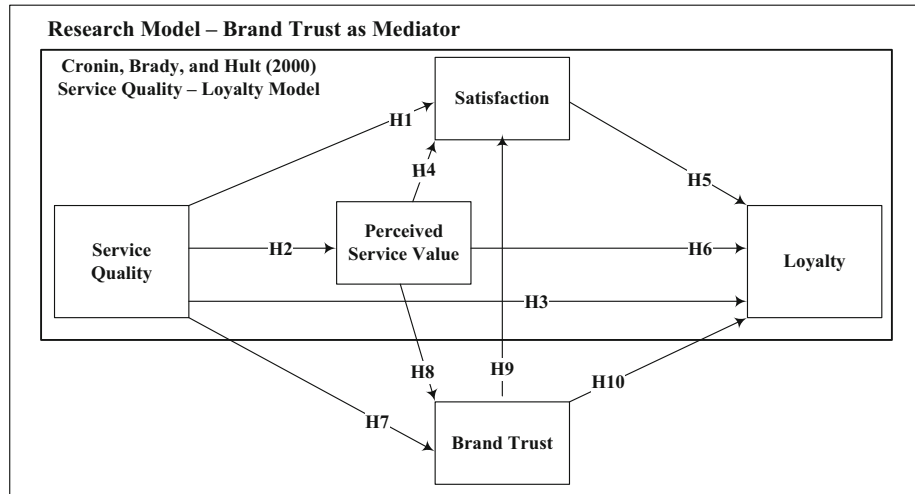 Research Model – Brand Trust as Mediator
Cronin, Brady, and Hult (2000)
Service Quality – Loyalty Model
Satisfaction
H1
H4
H5
Service
Quality
H2
Perceived
Service Value
H6
Loyalty
H3
H8
H9
H10
H7
Brand Trust